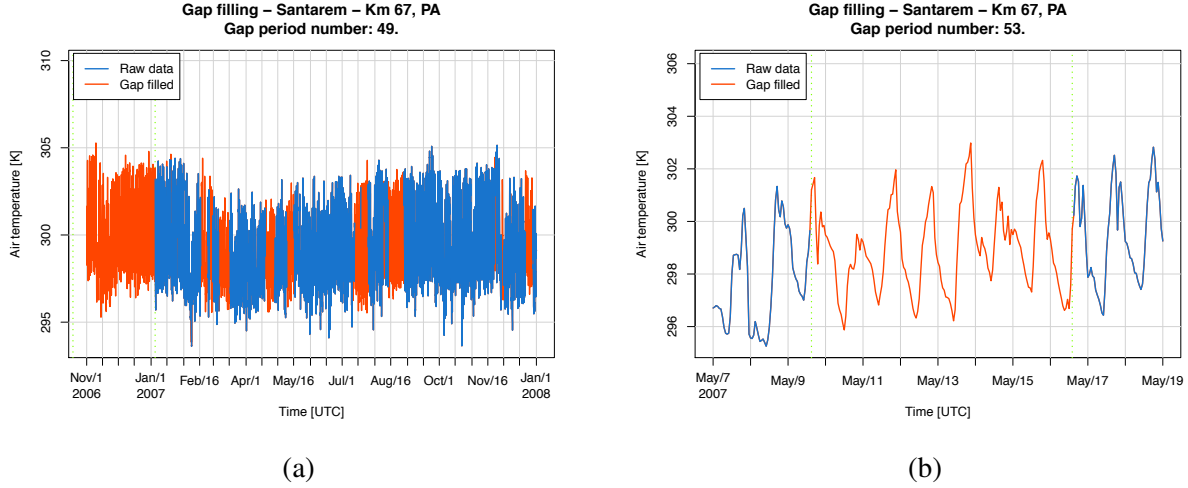 Gap filling − Santarem − Km 67, PA
Gap period number: 49.
Raw data
Gap filled
Air temperature [K]
310
305
300
295
Nov/1 Jan/1 Feb/16 Apr/1 May/16 Jul/1 Aug/16 Oct/1 Nov/16 Jan/1
2006 2007 2008
Time [UTC]
(a)
Gap filling − Santarem − Km 67, PA
Gap period number: 53.
Raw data
Gap filled
Air temperature [K]
306
304
302
300
298
296
May/7 May/9 May/11 May/13 May/15 May/17 May/19
2007
Time [UTC]
(b)